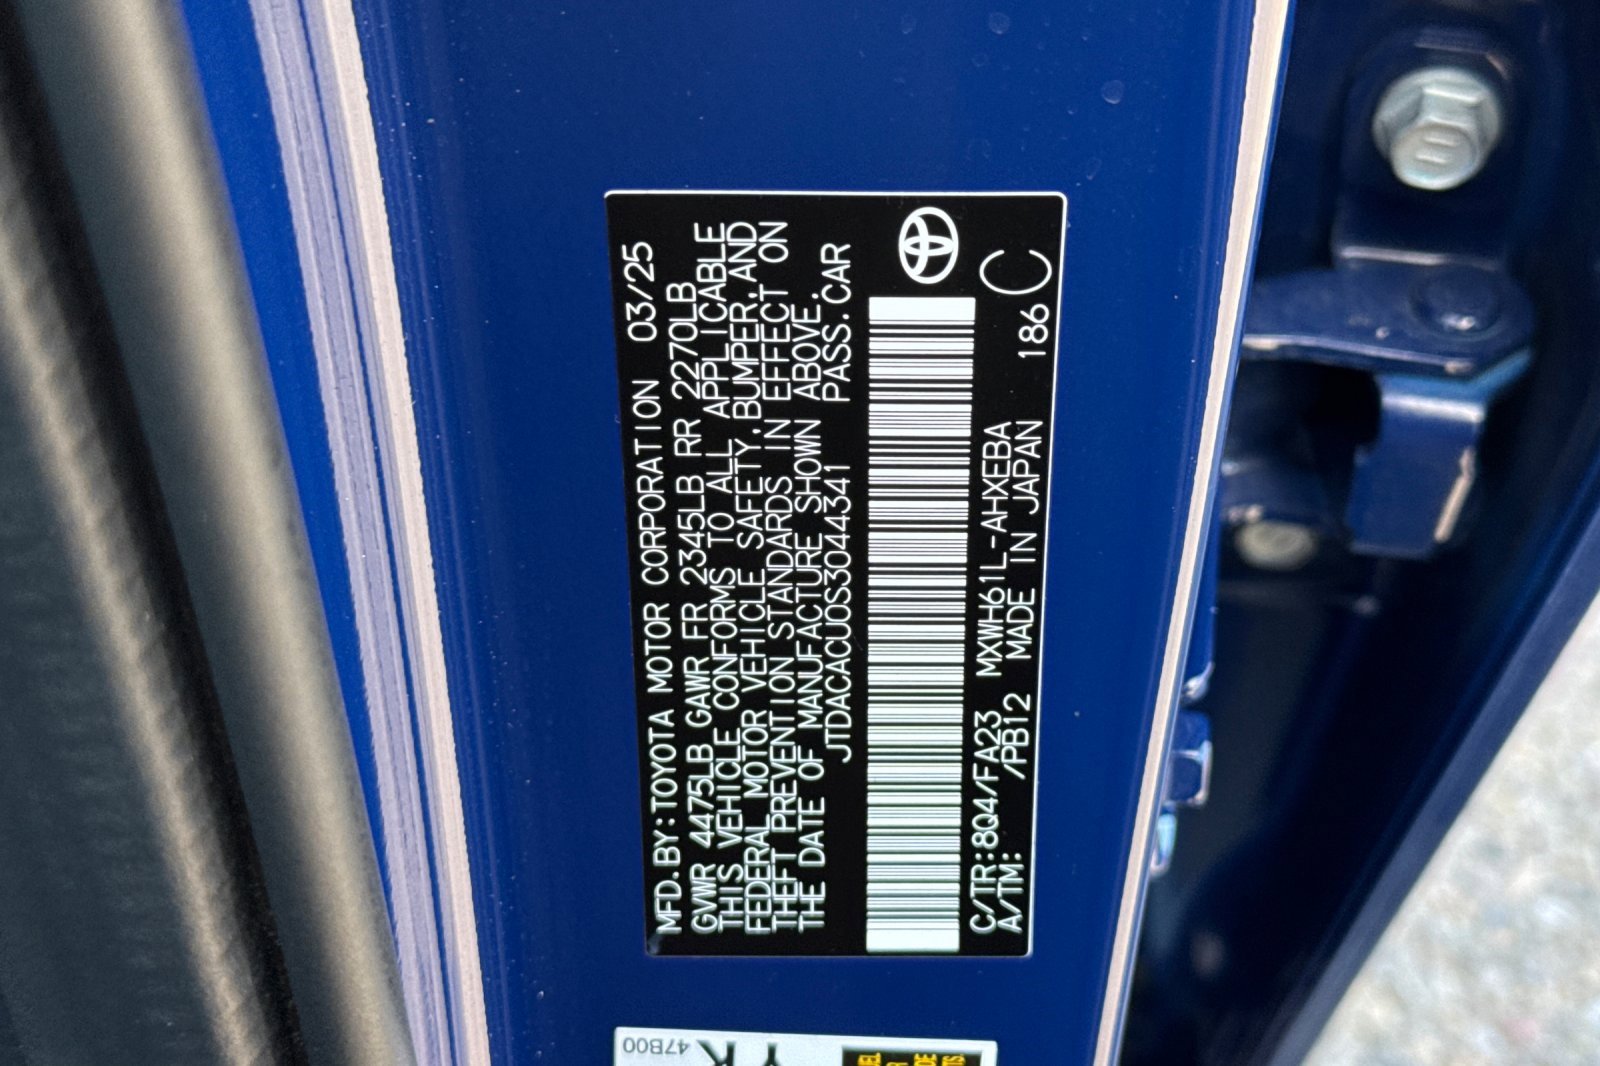 MFD.BY:TOYOTA MOTOR CORPORATION 03/25
GVWR 4475LB GAWR FR 2345LB RR 2270LB
THIS VEHICLE CONFORMS TO ALL APPLICABLE
FEDERAL MOTOR VEHICLE SAFETY,BUMPER,AND
THEFT PREVENTION STANDARDS IN EFFECT ON
THE DATE OF MANUFACTURE SHOWN ABOVE.
JTDACACU0S3044341 PASS.CAR
C/TR:8Q4/FA23 MXWH61L-AHXEBA
A/TM: /PB12 MADE IN JAPAN 186 C
47B00